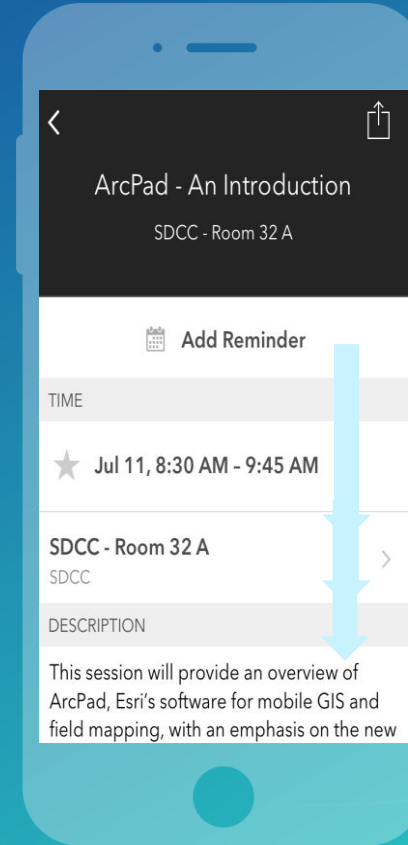 ArcPad - An Introduction
SDCC - Room 32 A
Add Reminder
TIME
Jul 11, 8:30 AM – 9:45 AM
SDCC - Room 32 A
SDCC
DESCRIPTION
This session will provide an overview of
ArcPad, Esri's software for mobile GIS and
field mapping, with an emphasis on the new